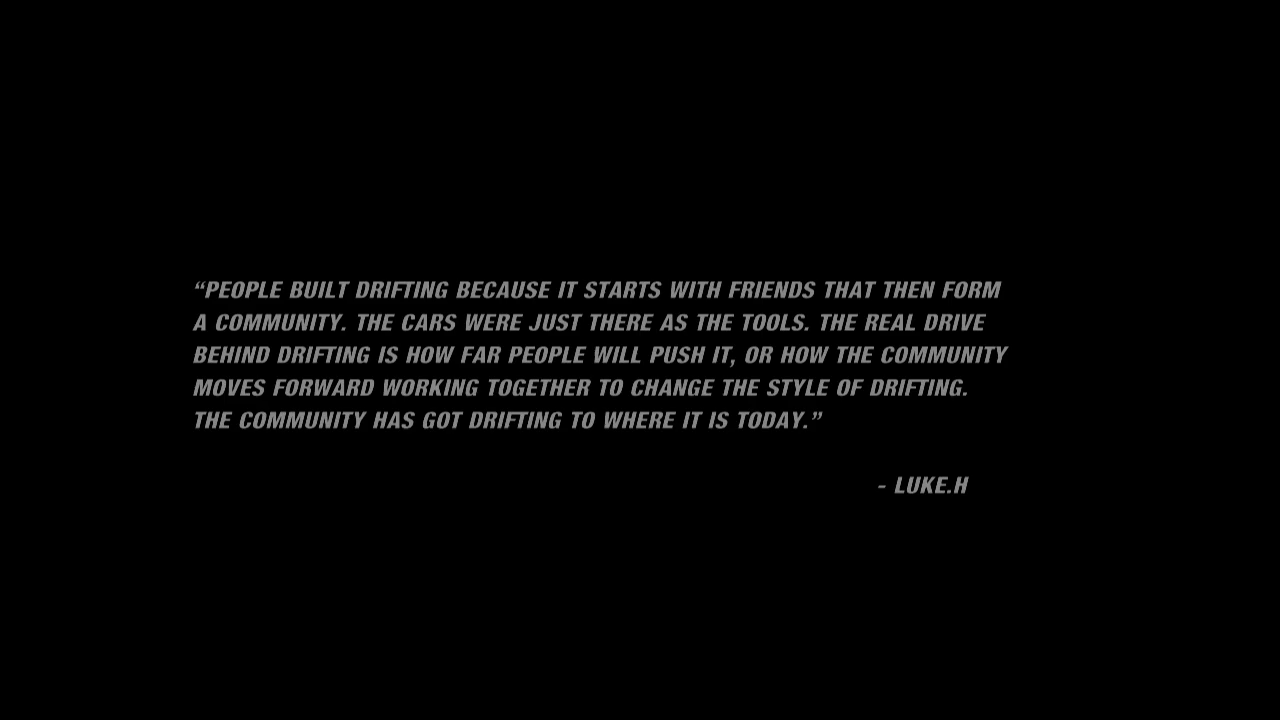 “PEOPLE BUILT DRIFTING BECAUSE IT STARTS WITH FRIENDS THAT THEN FORM
A COMMUNITY. THE CARS WERE JUST THERE AS THE TOOLS. THE REAL DRIVE
BEHIND DRIFTING IS HOW FAR PEOPLE WILL PUSH IT, OR HOW THE COMMUNITY
MOVES FORWARD WORKING TOGETHER TO CHANGE THE STYLE OF DRIFTING.
THE COMMUNITY HAS GOT DRIFTING TO WHERE IT IS TODAY.”
- LUKE.H